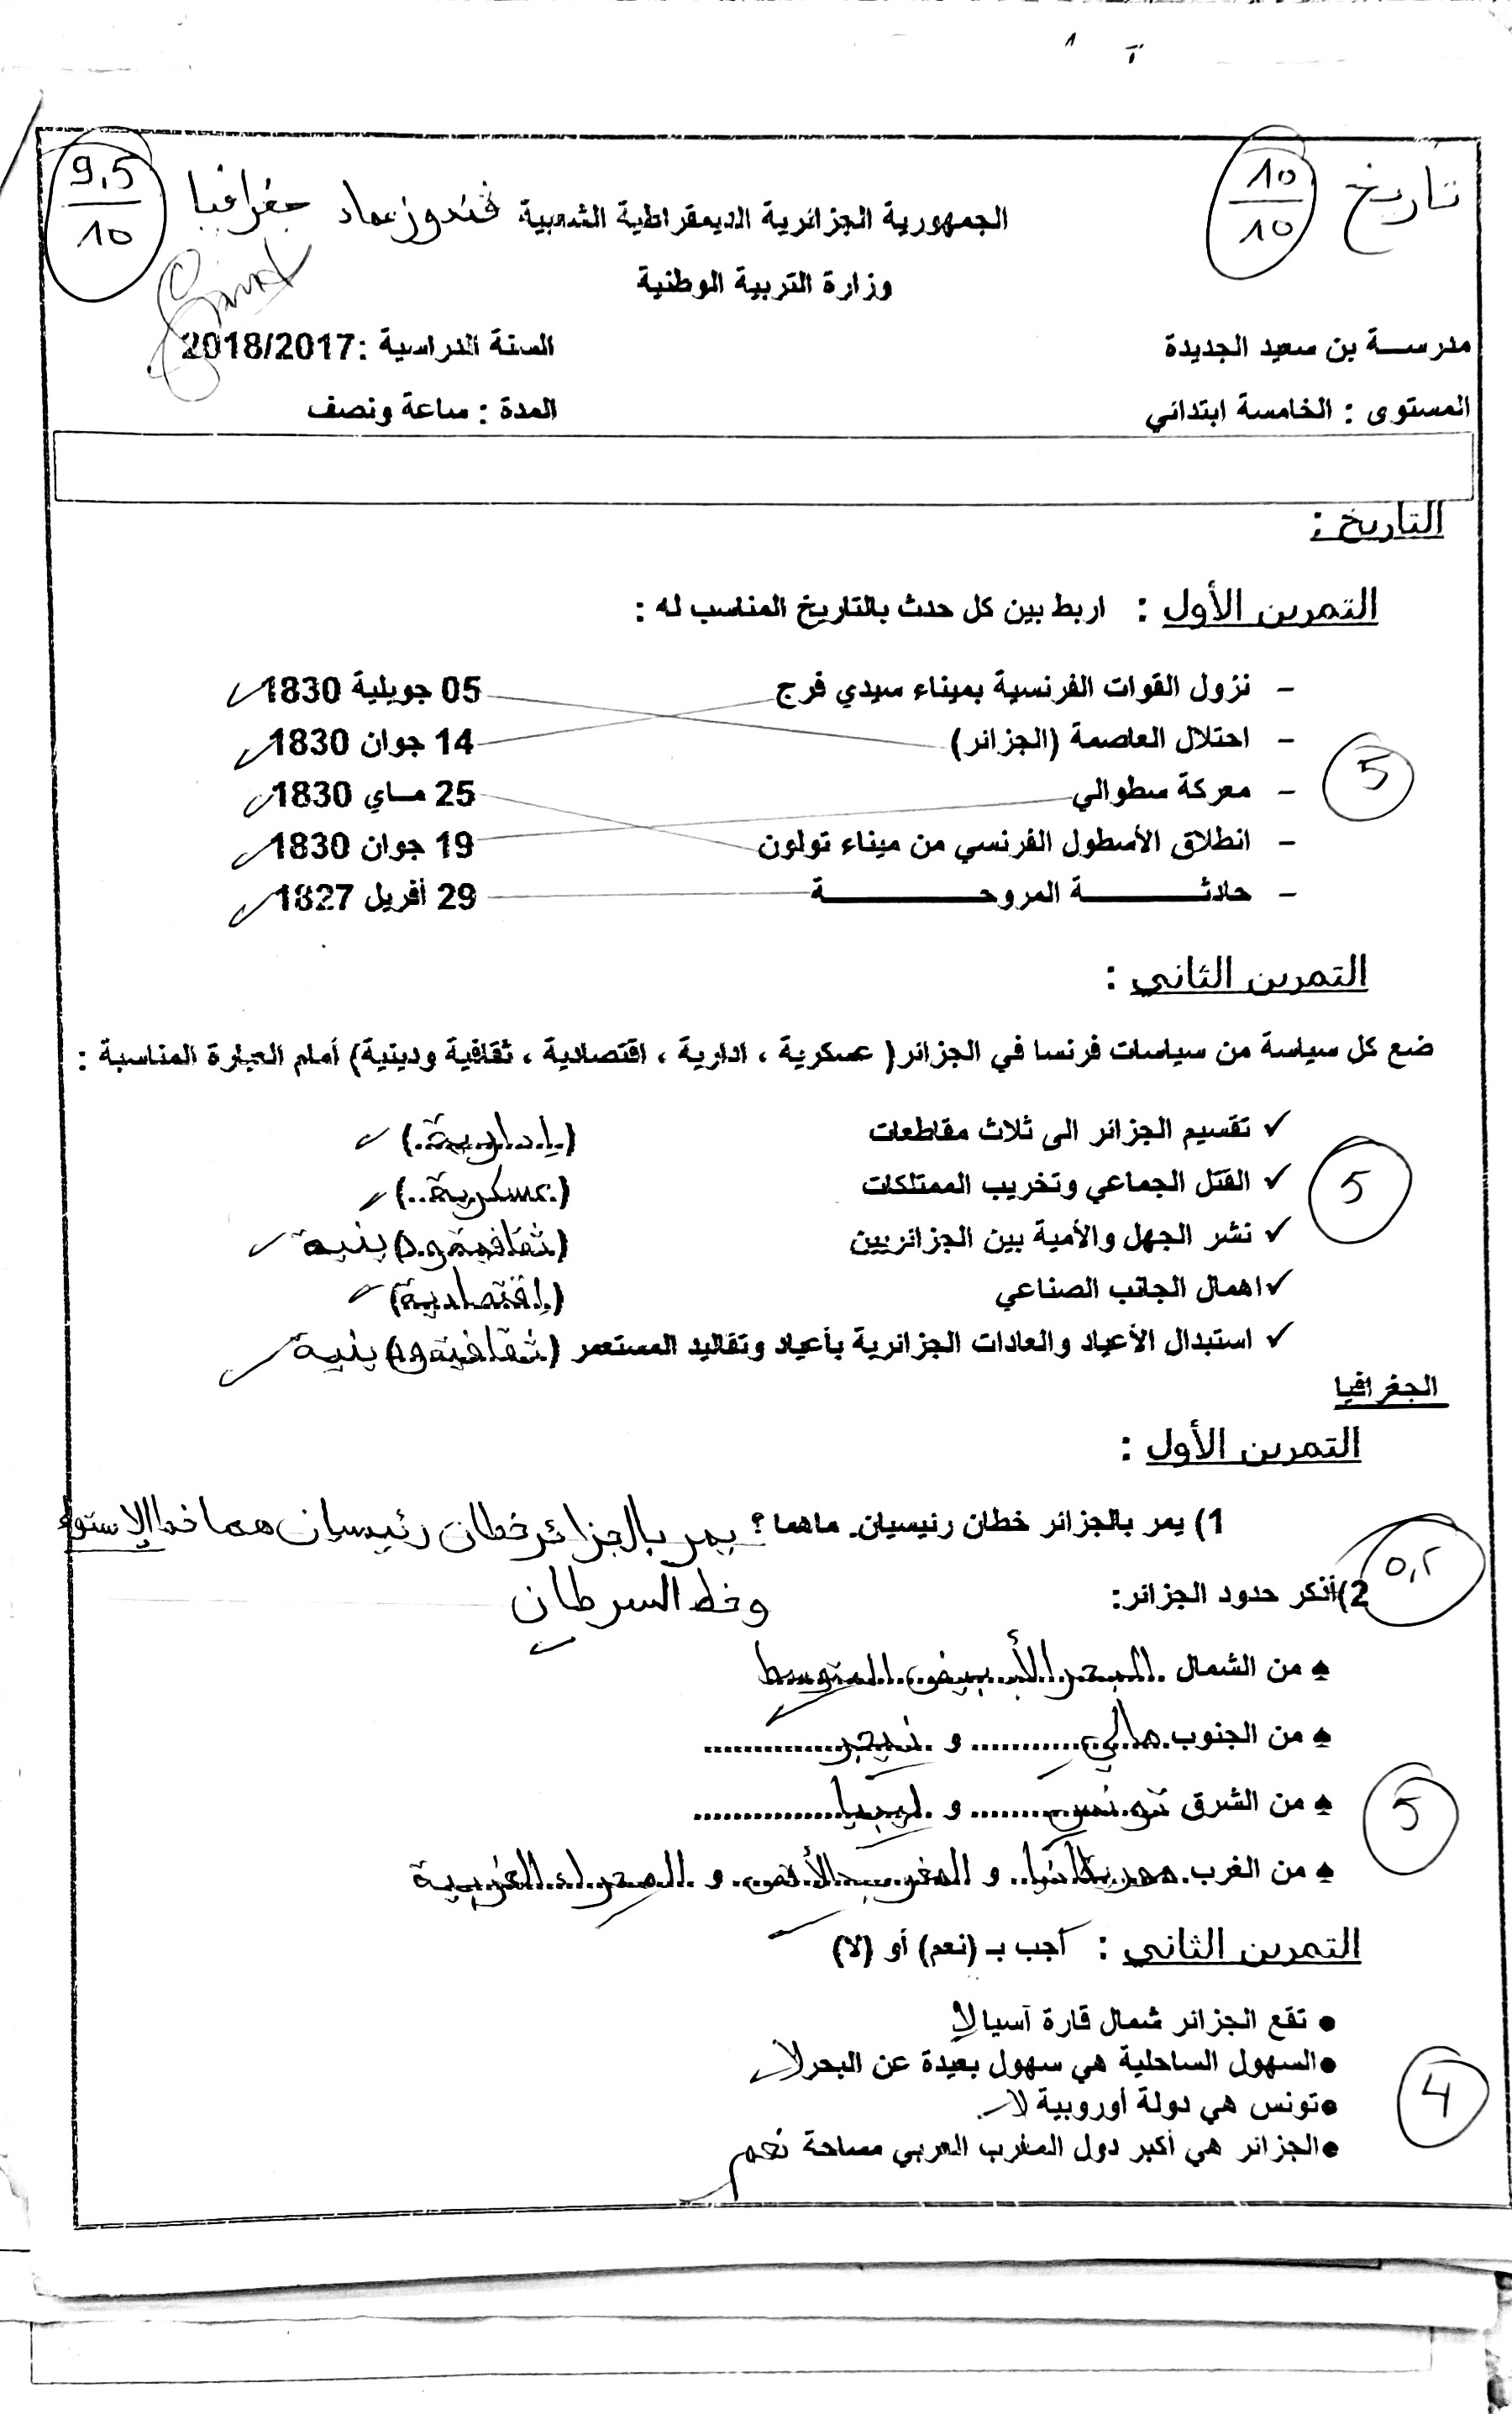 تاريخ 10/10
9,5/10
الجمهورية الجزائرية الديمقراطية الشعبية قندوز عماد جغرافيا
وزارة التربية الوطنية
مدرســة بن سعيد الجديدة السنة الدراسية :2018/2017
المستوى : الخامسة ابتدائي المدة : ساعة ونصف
التاريخ :
التمرين الأول : اربط بين كل حدث بالتاريخ المناسب له :
- نزول القوات الفرنسية بميناء سيدي فرج 05 جويلية 1830
- احتلال العاصمة (الجزائر) 14 جوان 1830
- معركة سطوالي 25 مــاي 1830
5
- انطلاق الأسطول الفرنسي من ميناء تولون 19 جوان 1830
- حادثــــــة المروحــــــة 29 أفريل 1827
التمرين الثاني :
ضع كل سياسة من سياسات فرنسا في الجزائر( عسكرية ، ادارية ، اقتصادية ، ثقافية ودينية) أمام العبارة المناسبة :
✓ تقسيم الجزائر الى ثلاث مقاطعات (إدارية)
✓ القتل الجماعي وتخريب الممتلكات (عسكرية)
5
✓ نشر الجهل والأمية بين الجزائريين (ثقافية ودينية)
✓ اهمال الجانب الصناعي (إقتصادية)
✓ استبدال الأعياد والعادات الجزائرية بأعياد وتقاليد المستعمر (ثقافية ودينية)
الجغرافيا
التمرين الأول :
1) يمر بالجزائر خطان رئيسيان. ماهما؟ يمر بالجزائر خطان رئيسيان هما خط الإستواء
وخط السرطان
2)أذكر حدود الجزائر:
♠ من الشمال البحر الأبيض المتوسط
♠ من الجنوب مالي و نيجر
♠ من الشرق تونس و ليبيا
5
♠ من الغرب موريتانيا و المغرب الأقصى و الصحراء الغربية
التمرين الثاني : أجب بـ (نعم) أو (لا)
● تقع الجزائر شمال قارة آسيا لا
●السهول الساحلية هي سهول بعيدة عن البحر لا
●تونس هي دولة أوروبية لا
4
●الجزائر هي أكبر دول المغرب العربي مساحة نعم